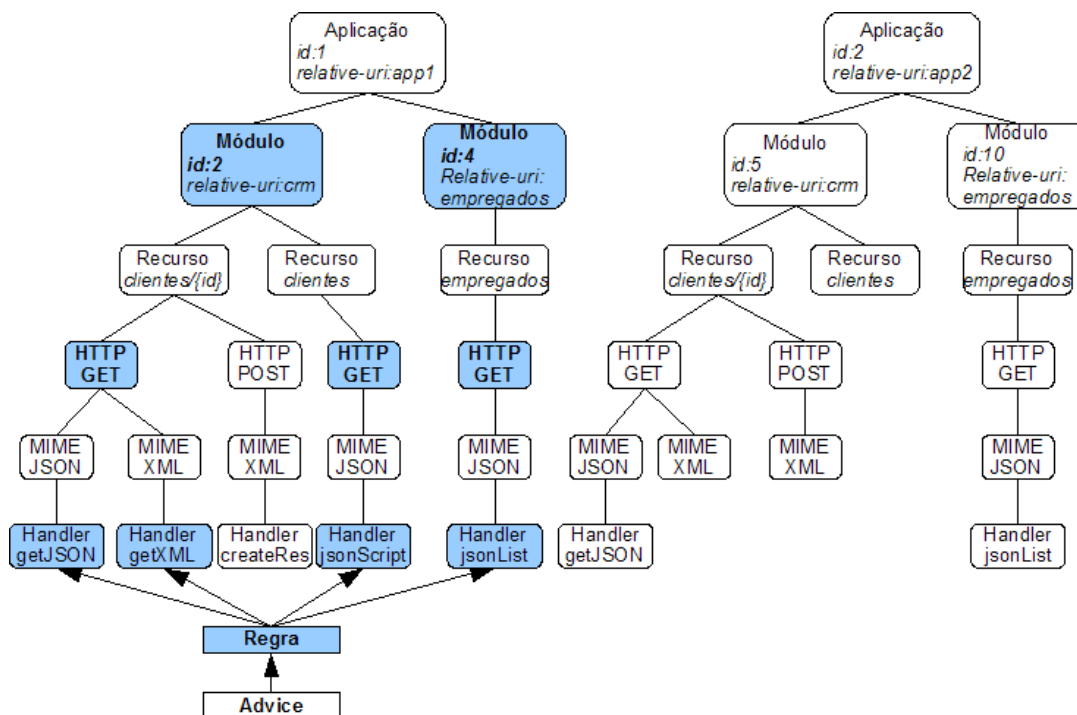 Aplicação
id:1
relative-uri:app1
Aplicação
id:2
relative-uri:app2
Módulo
id:2
relative-uri:crm
Módulo
id:4
Relative-uri:
empregados
Módulo
id:5
relative-uri:crm
Módulo
id:10
Relative-uri:
empregados
Recurso
clientes/{id}
Recurso
clientes
Recurso
empregados
Recurso
clientes/{id}
Recurso
clientes
Recurso
empregados
HTTP
GET
HTTP
POST
HTTP
GET
HTTP
GET
HTTP
GET
HTTP
POST
HTTP
GET
MIME
JSON
MIME
XML
MIME
XML
MIME
JSON
MIME
JSON
MIME
JSON
MIME
XML
MIME
XML
MIME
JSON
Handler
getJSON
Handler
getXML
Handler
createRes
Handler
jsonScript
Handler
jsonList
Handler
getJSON
Handler
jsonList
Regra
Advice